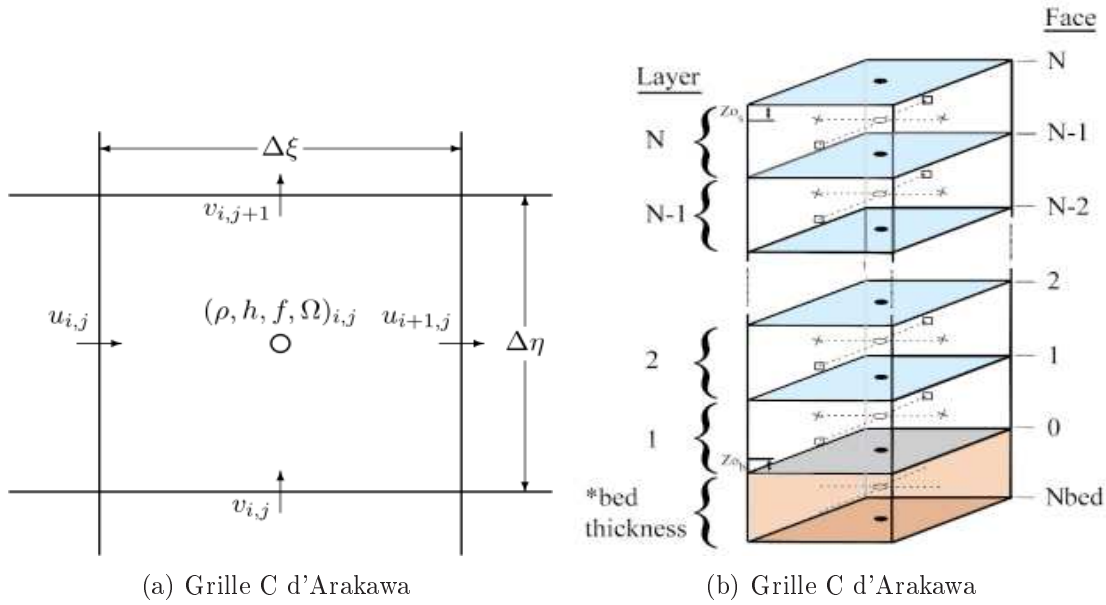 Δξ
v_{i,j+1}
(ρ, h, f, Ω)_{i,j}
u_{i,j}
u_{i+1,j}
Δη
v_{i,j}
(a) Grille C d'Arakawa
Face
Layer
N
Zo_s
N
N-1
N-1
N-2
2
2
1
1
0
Zo_b
*bed
thickness
Nbed
(b) Grille C d'Arakawa